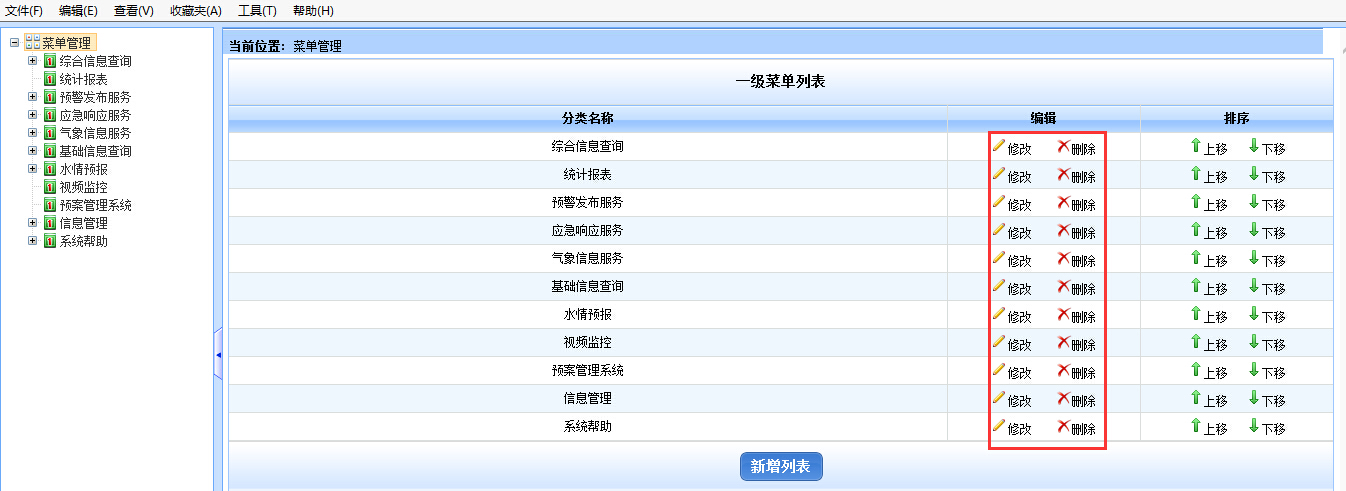 文件(F) 编辑(E) 查看(V) 收藏夹(A) 工具(T) 帮助(H)
菜单管理
综合信息查询
统计报表
预警发布服务
应急响应服务
气象信息服务
基础信息查询
水情预报
视频监控
预案管理系统
信息管理
系统帮助
当前位置：菜单管理
一级菜单列表
分类名称 编辑 排序
综合信息查询 修改 删除 上移 下移
统计报表 修改 删除 上移 下移
预警发布服务 修改 删除 上移 下移
应急响应服务 修改 删除 上移 下移
气象信息服务 修改 删除 上移 下移
基础信息查询 修改 删除 上移 下移
水情预报 修改 删除 上移 下移
视频监控 修改 删除 上移 下移
预案管理系统 修改 删除 上移 下移
信息管理 修改 删除 上移 下移
系统帮助 修改 删除 上移 下移
新增列表